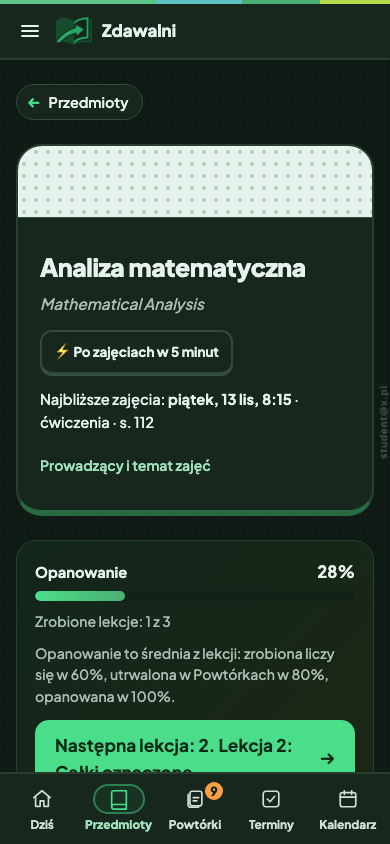 Zdawalni
← Przedmioty
Analiza matematyczna
Mathematical Analysis
⚡ Po zajęciach w 5 minut
Najbliższe zajęcia: piątek, 13 lis, 8:15 ·
ćwiczenia · s. 112
Prowadzący i temat zajęć
student@x.pl
Opanowanie 28%
Zrobione lekcje: 1 z 3
Opanowanie to średnia z lekcji: zrobiona liczy
się w 60%, utrwalona w Powtórkach w 80%,
opanowana w 100%.
Następna lekcja: 2. Lekcja 2: →
Całki oznaczone
9
Dziś Przedmioty Powtórki Terminy Kalendarz